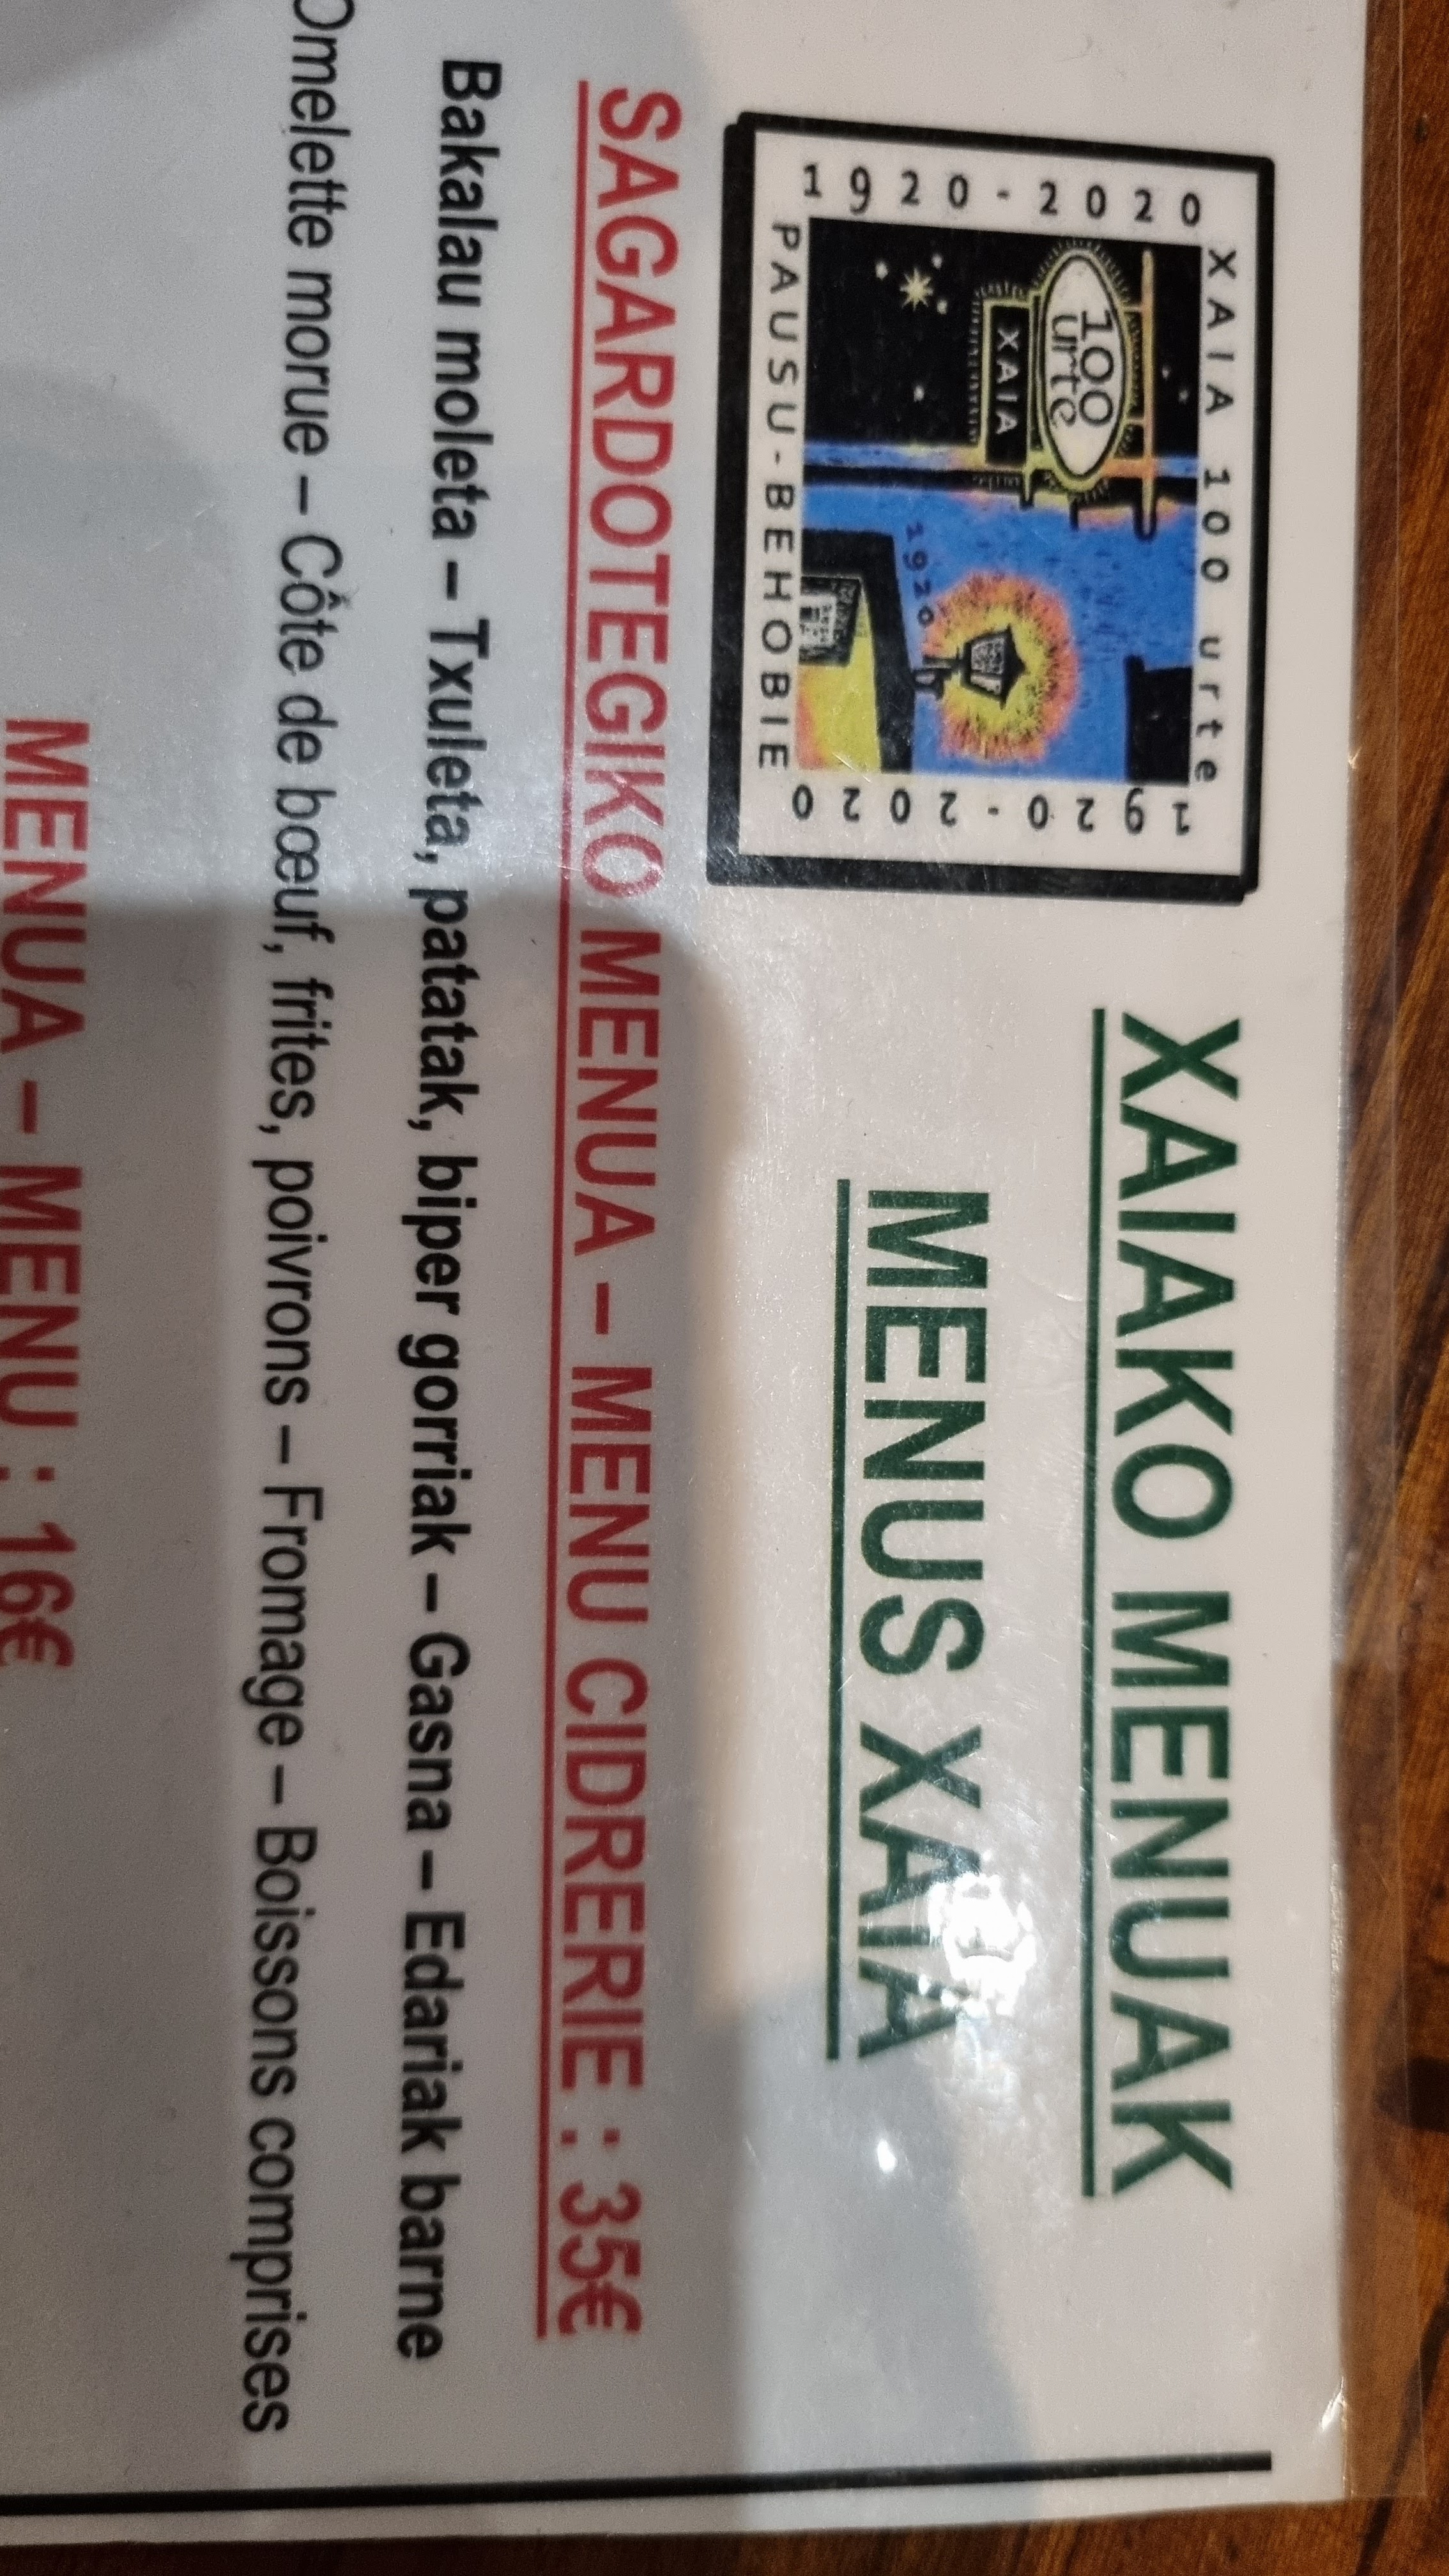 1920-2020
XAIA 100 urte
1920-2020
PAUSU-BEHOBIE
100
urte
XAIA
1920
XAIAKO MENUAK
MENUS XAIA
SAGARDOTEGIKO MENUA – MENU CIDRERIE : 35€
Bakalau moleta – Txuleta, patatak, biper gorriak – Gasna – Edariak barne
Omelette morue – Côte de bœuf, frites, poivrons – Fromage – Boissons comprises
MENUA – MENU : 16€